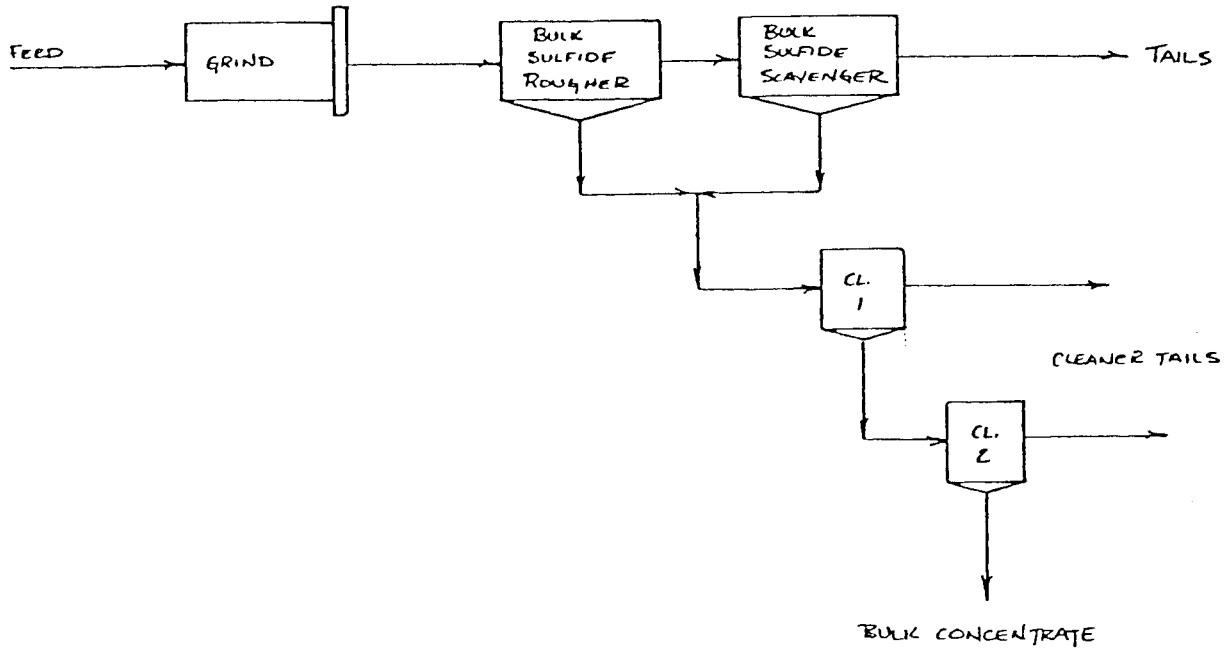 FEED
GRIND
BULK
SULFIDE
ROUGHER
BULK
SULFIDE
SCAVENGER
TAILS
CL.
1
CLEANER TAILS
CL.
2
BULK CONCENTRATE